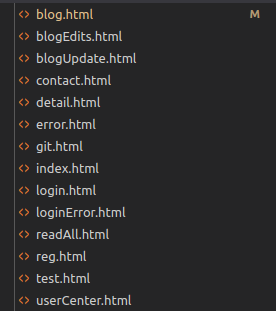 blog.html M
blogEdits.html
blogUpdate.html
contact.html
detail.html
error.html
git.html
index.html
login.html
loginError.html
readAll.html
reg.html
test.html
userCenter.html